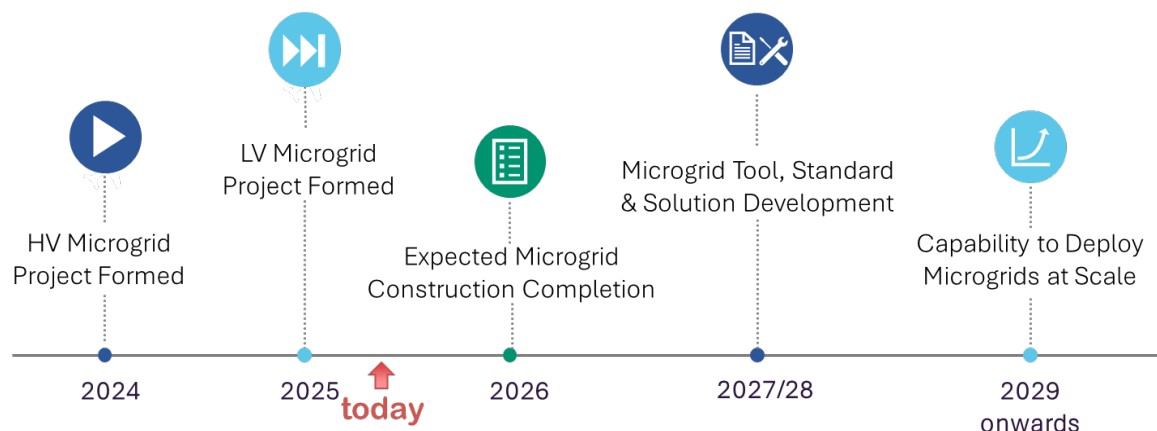 HV Microgrid
Project Formed
LV Microgrid
Project Formed
Expected Microgrid
Construction Completion
Microgrid Tool, Standard
& Solution Development
Capability to Deploy
Microgrids at Scale
2024
2025
today
2026
2027/28
2029
onwards